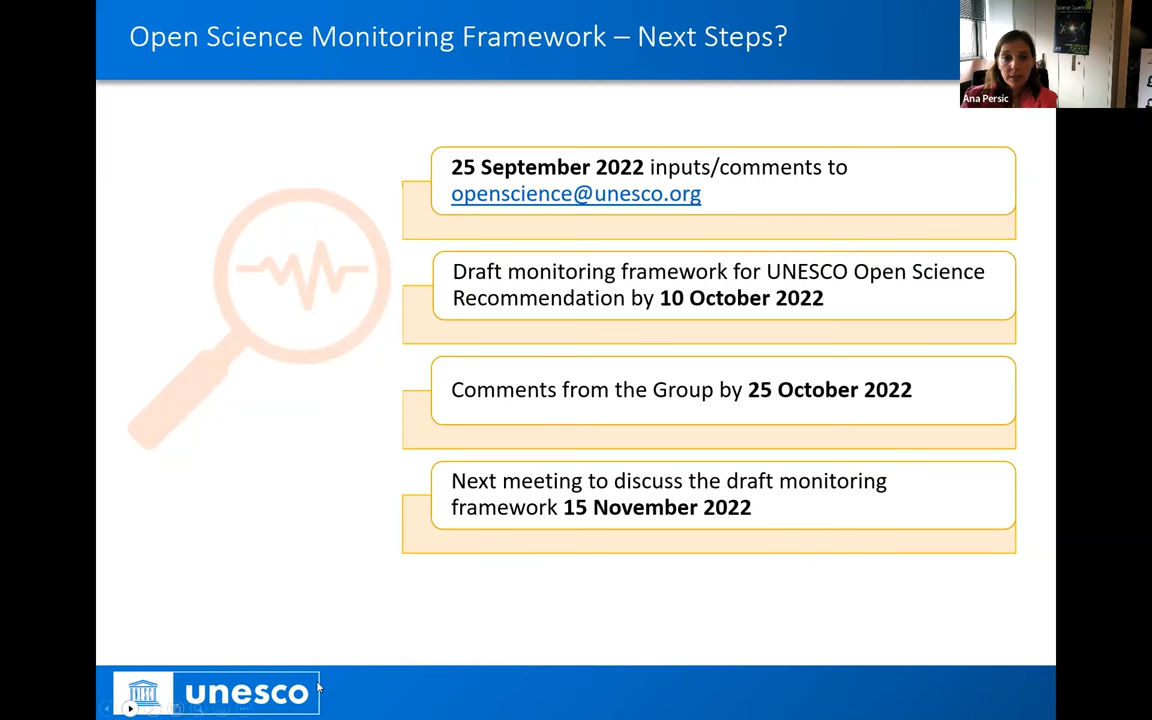 Open Science Monitoring Framework – Next Steps?
Ana Persic
25 September 2022 inputs/comments to
openscience@unesco.org
Draft monitoring framework for UNESCO Open Science
Recommendation by 10 October 2022
Comments from the Group by 25 October 2022
Next meeting to discuss the draft monitoring
framework 15 November 2022
unesco